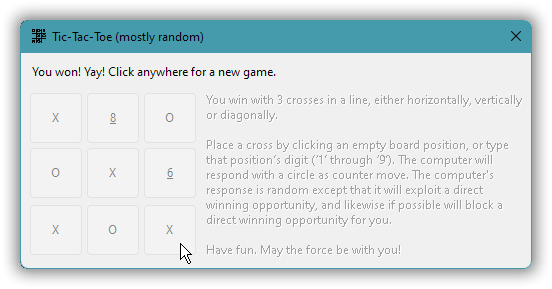 Tic-Tac-Toe (mostly random)
You won! Yay! Click anywhere for a new game.
X 8 O
O X 6
X O X
You win with 3 crosses in a line, either horizontally, vertically
or diagonally.
Place a cross by clicking an empty board position, or type
that position’s digit (‘1’ through ‘9’). The computer will
respond with a circle as counter move. The computer's
response is random except that it will exploit a direct
winning opportunity, and likewise if possible will block a
direct winning opportunity for you.
Have fun. May the force be with you!